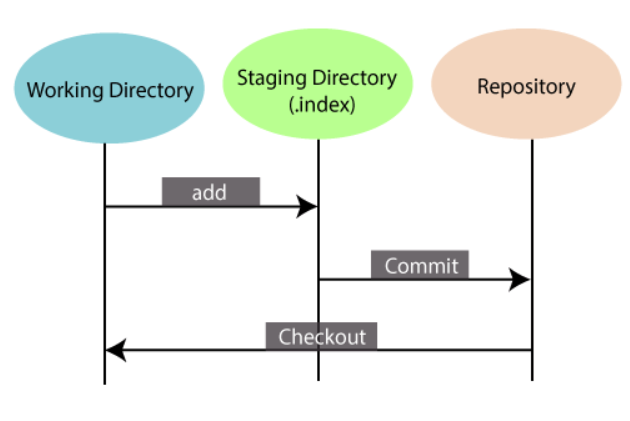 Working Directory
Staging Directory
(.index)
Repository
add
Commit
Checkout